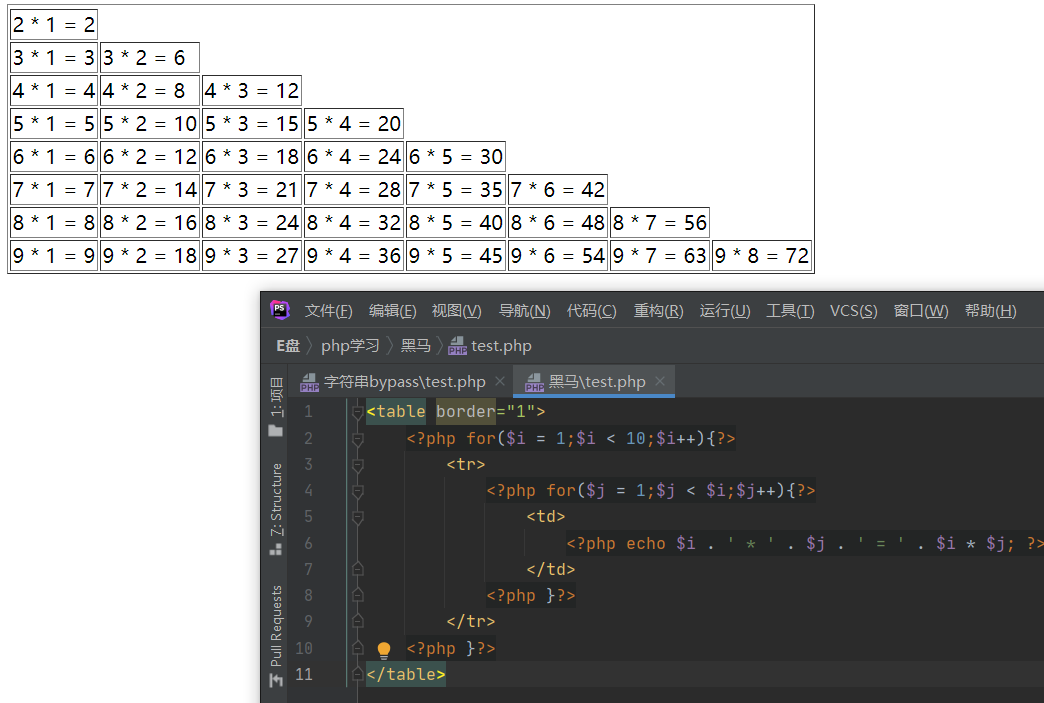 2 * 1 = 2
3 * 1 = 3 3 * 2 = 6
4 * 1 = 4 4 * 2 = 8 4 * 3 = 12
5 * 1 = 5 5 * 2 = 10 5 * 3 = 15 5 * 4 = 20
6 * 1 = 6 6 * 2 = 12 6 * 3 = 18 6 * 4 = 24 6 * 5 = 30
7 * 1 = 7 7 * 2 = 14 7 * 3 = 21 7 * 4 = 28 7 * 5 = 35 7 * 6 = 42
8 * 1 = 8 8 * 2 = 16 8 * 3 = 24 8 * 4 = 32 8 * 5 = 40 8 * 6 = 48 8 * 7 = 56
9 * 1 = 9 9 * 2 = 18 9 * 3 = 27 9 * 4 = 36 9 * 5 = 45 9 * 6 = 54 9 * 7 = 63 9 * 8 = 72
PS 文件(F) 编辑(E) 视图(V) 导航(N) 代码(C) 重构(R) 运行(U) 工具(T) VCS(S) 窗口(W) 帮助(H)
E盘 php学习 黑马 PHP test.php
PHP 字符串bypass\test.php PHP 黑马\test.php
1: 项目
Z: Structure
Pull Requests
1 <table border="1">
2 <?php for($i = 1;$i < 10;$i++){?>
3 <tr>
4 <?php for($j = 1;$j < $i;$j++){?>
5 <td>
6 <?php echo $i . ' * ' . $j . ' = ' . $i * $j; ?>
7 </td>
8 <?php }?>
9 </tr>
10 <?php }?>
11 </table>